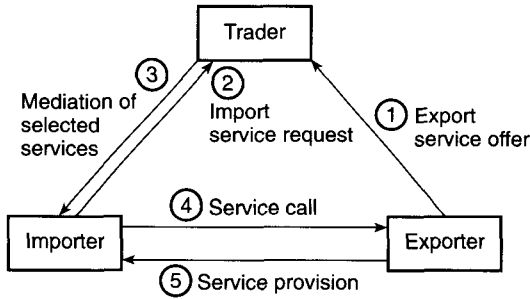 Trader
3
Mediation of
selected
services
2
Import
service request
1 Export
service offer
4 Service call
Importer
Exporter
5 Service provision